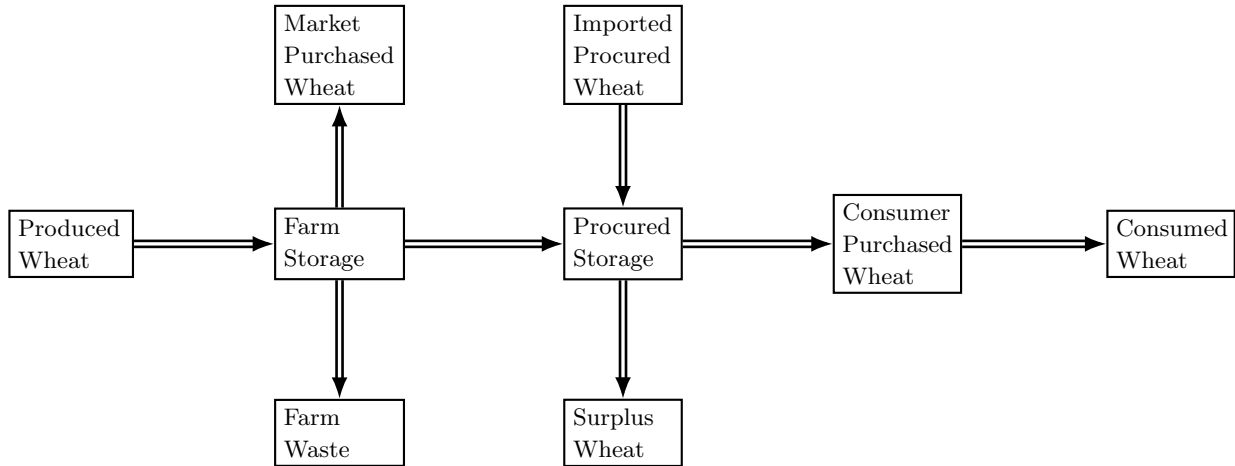 Market
Purchased
Wheat
Imported
Procured
Wheat
Produced
Wheat
Farm
Storage
Procured
Storage
Consumer
Purchased
Wheat
Consumed
Wheat
Farm
Waste
Surplus
Wheat